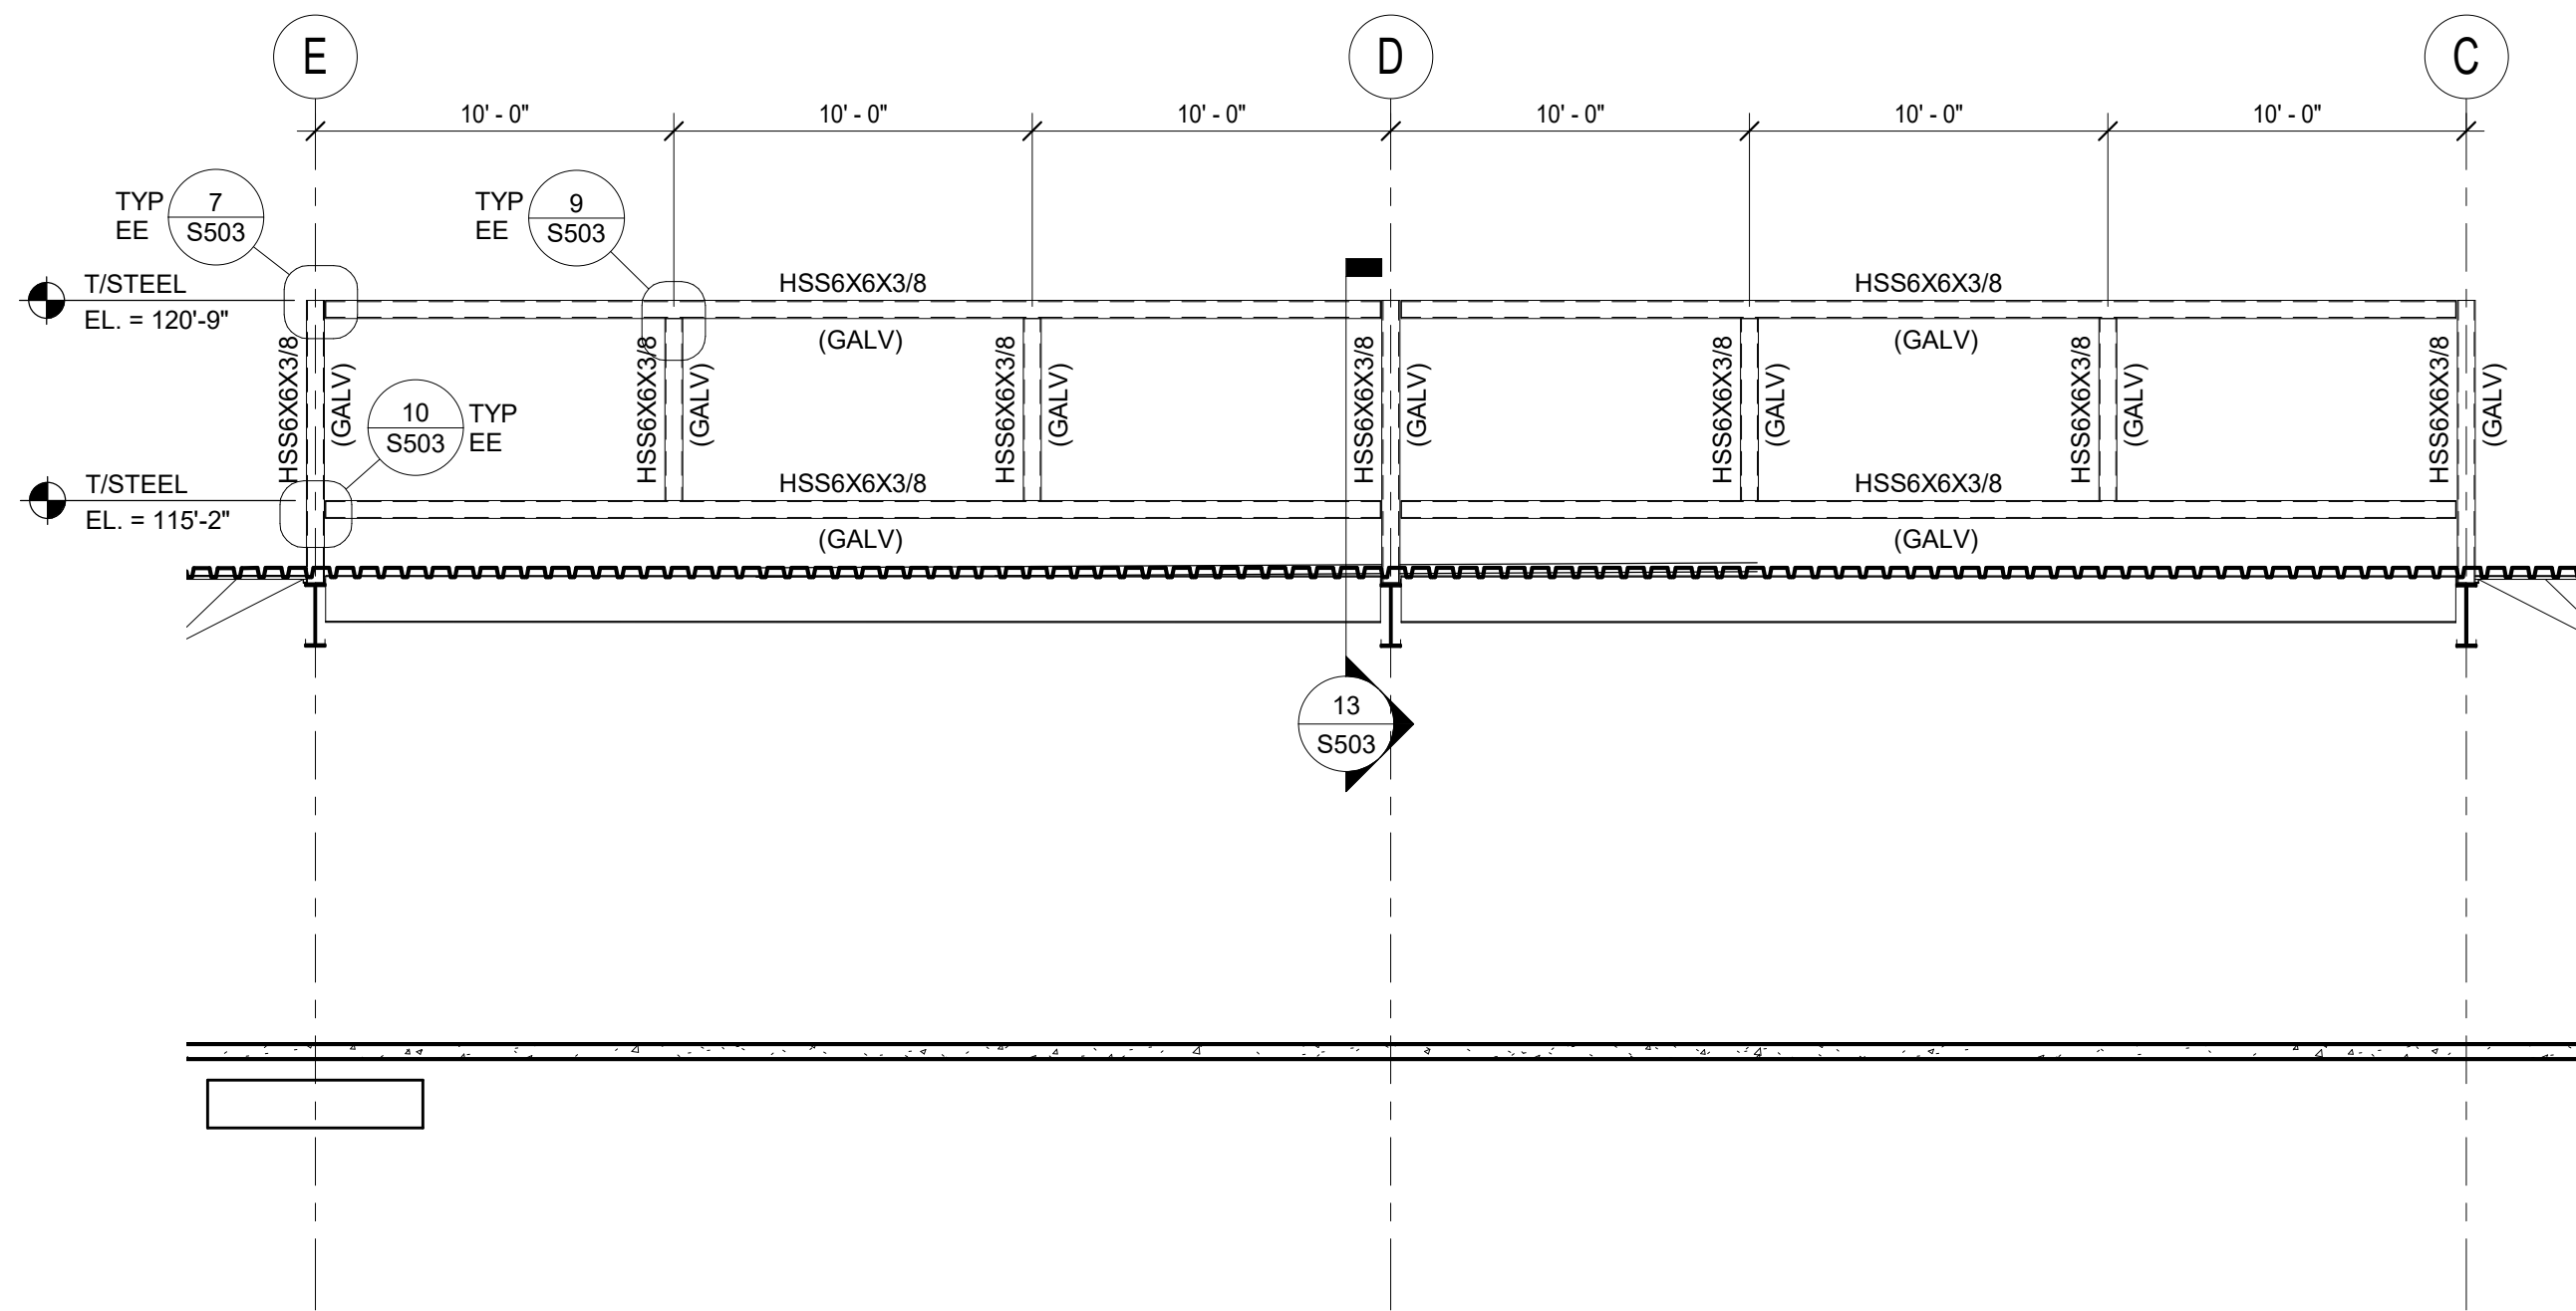 E
D
C
10' - 0"
10' - 0"
10' - 0"
10' - 0"
10' - 0"
10' - 0"
TYP
EE
7
S503
TYP
EE
9
S503
T/STEEL
EL. = 120'-9"
HSS6X6X3/8
(GALV)
HSS6X6X3/8
(GALV)
HSS6X6X3/8
(GALV)
HSS6X6X3/8
(GALV)
HSS6X6X3/8
(GALV)
HSS6X6X3/8
(GALV)
HSS6X6X3/8
(GALV)
HSS6X6X3/8
(GALV)
HSS6X6X3/8
(GALV)
10
S503
TYP
EE
T/STEEL
EL. = 115'-2"
HSS6X6X3/8
(GALV)
HSS6X6X3/8
(GALV)
13
S503